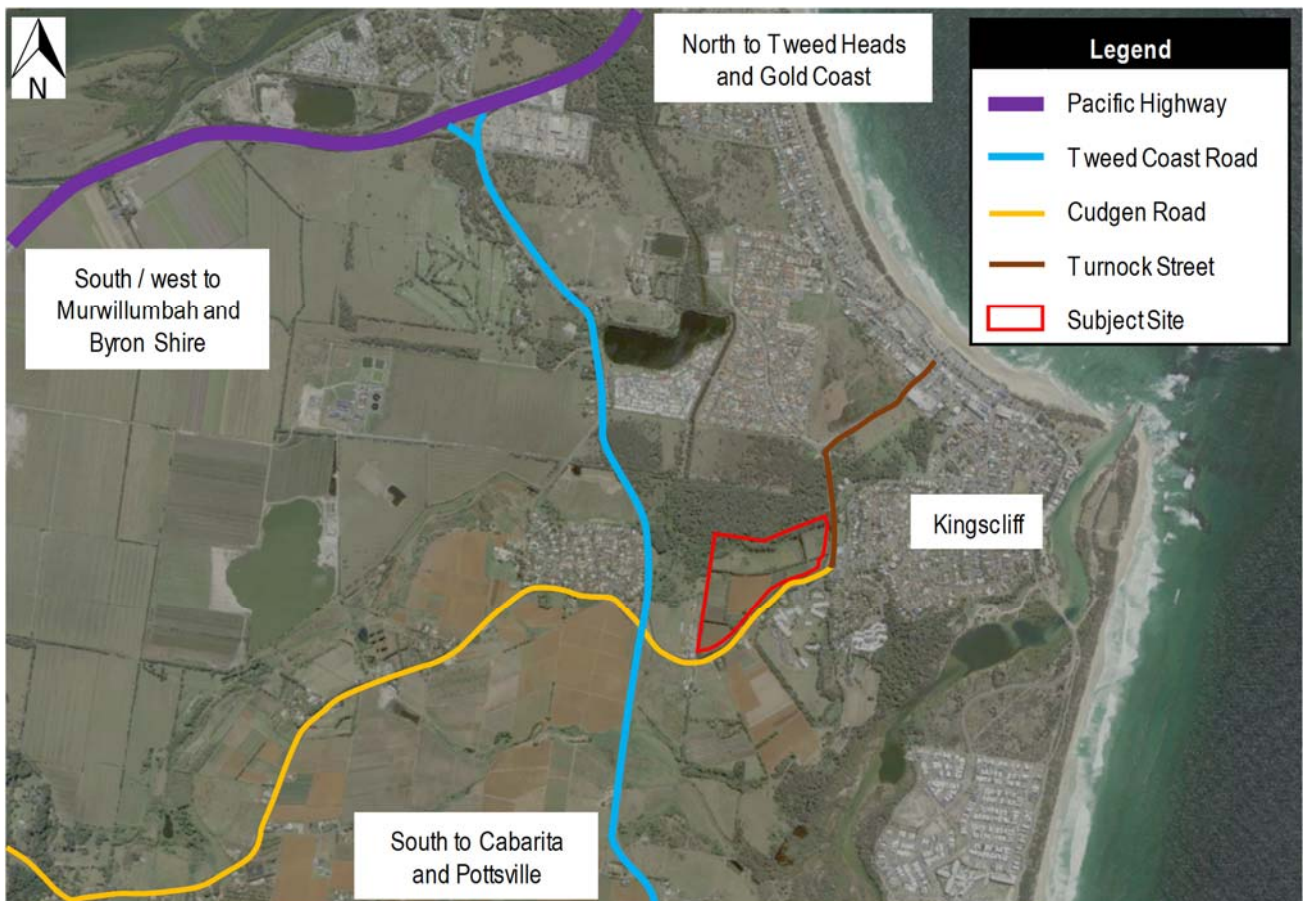 N
North to Tweed Heads
and Gold Coast
Legend
Pacific Highway
Tweed Coast Road
Cudgen Road
Turnock Street
Subject Site
South / west to
Murwillumbah and
Byron Shire
Kingscliff
South to Cabarita
and Pottsville